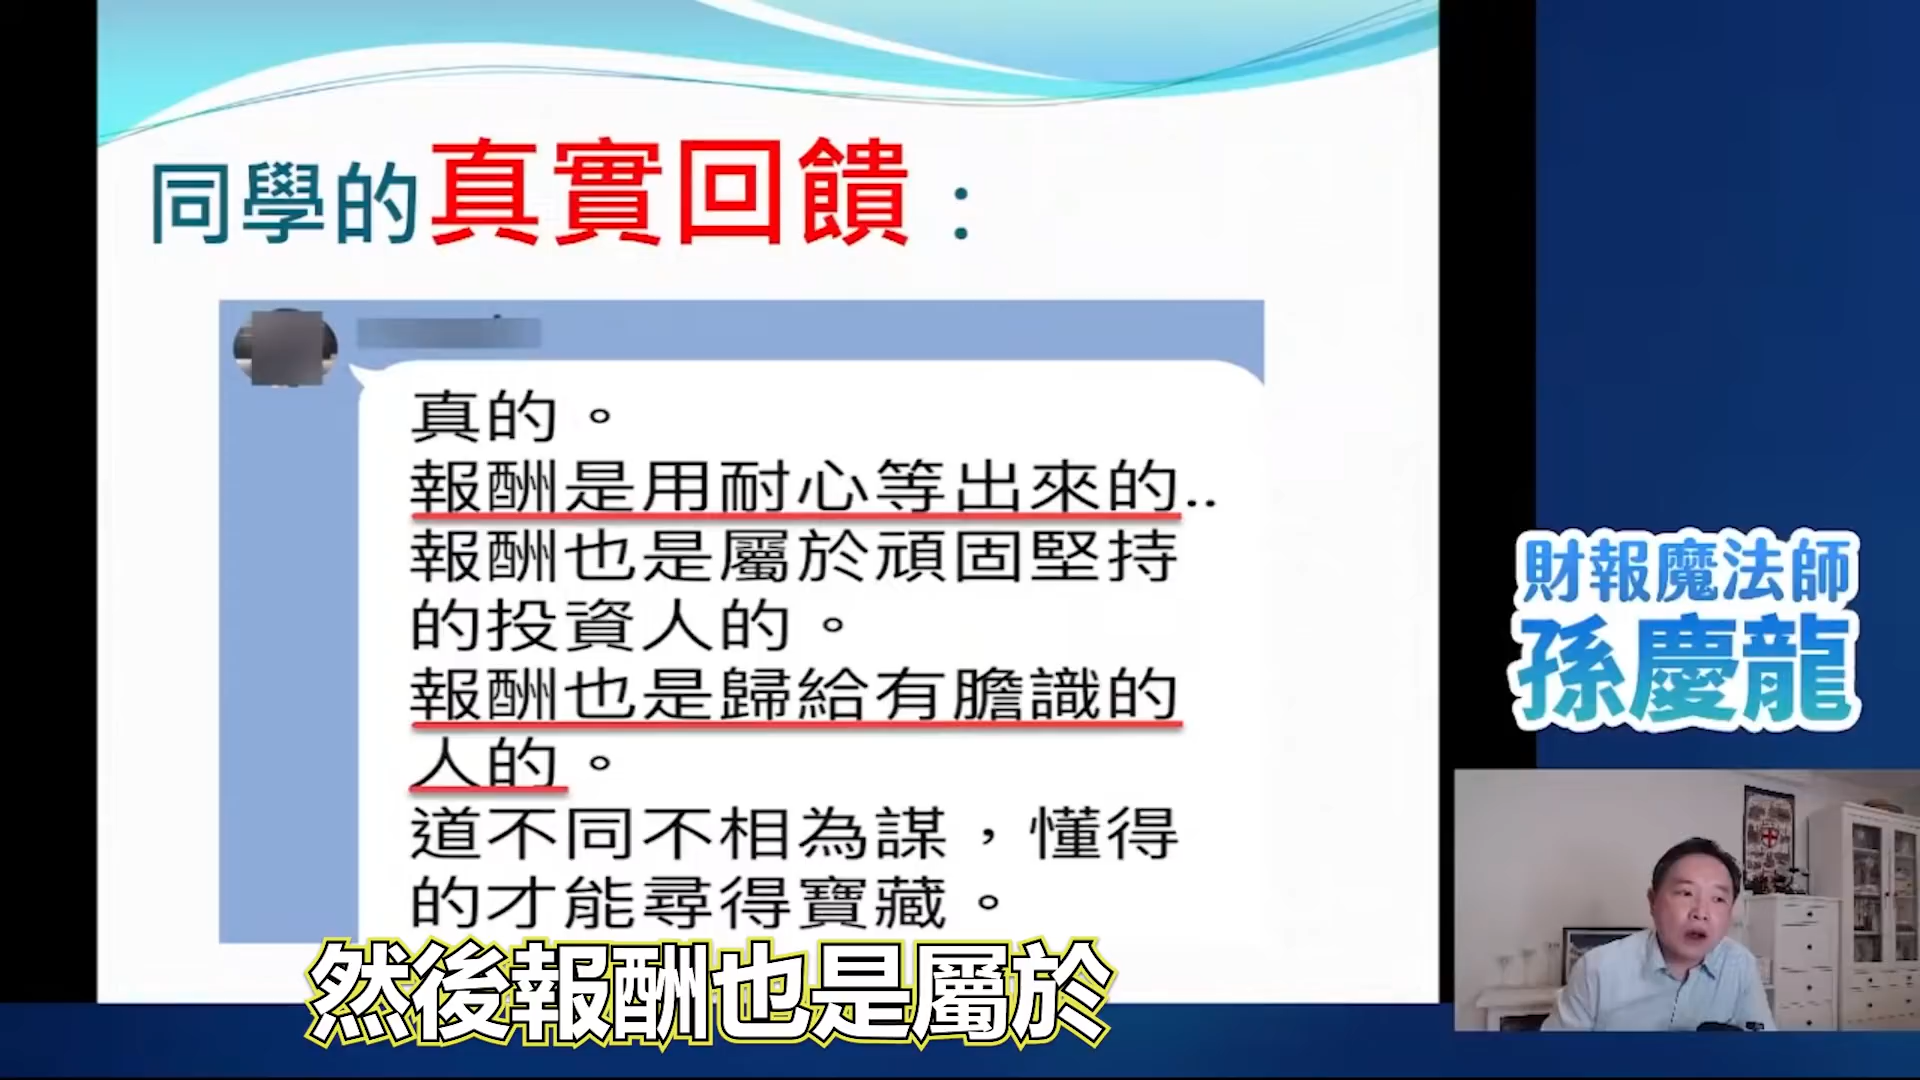 同學的真實回饋：
真的。
報酬是用耐心等出來的..
報酬也是屬於頑固堅持
的投資人的。
報酬也是歸給有膽識的
人的。
道不同不相為謀，懂得
的才能尋得寶藏。
財報魔法師
孫慶龍
然後報酬也是屬於